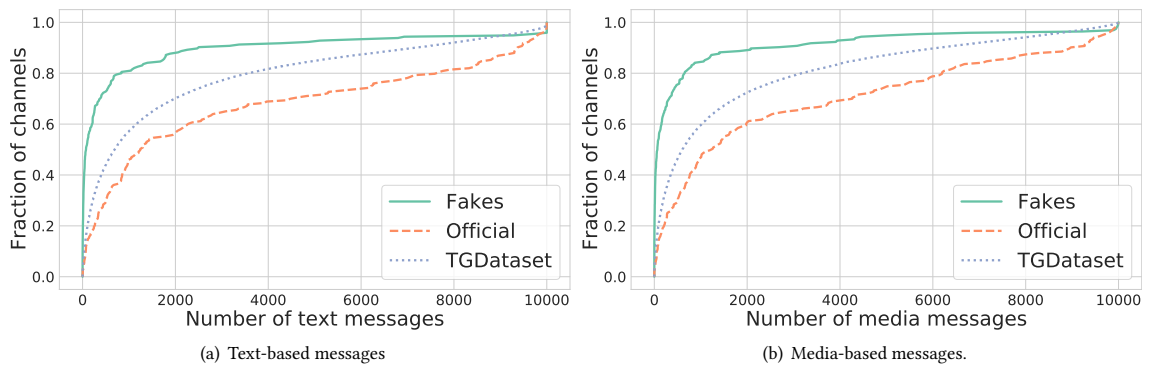 1.0
0.8
0.6
0.4
0.2
0.0
Fraction of channels
0 2000 4000 6000 8000 10000
Number of text messages
Fakes
Official
TGDataset
(a) Text-based messages
1.0
0.8
0.6
0.4
0.2
0.0
Fraction of channels
0 2000 4000 6000 8000 10000
Number of media messages
Fakes
Official
TGDataset
(b) Media-based messages.